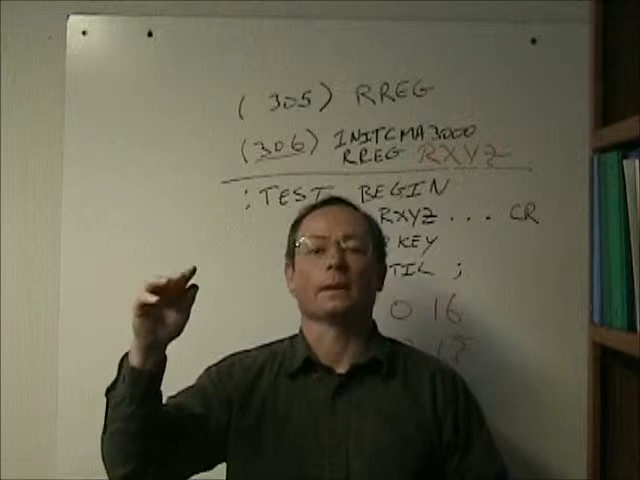 (305) RREG
(306) INITCMA3000
RREG RXYZ
: TEST BEGIN
RXYZ ... CR
KEY
TIL ;
0 16